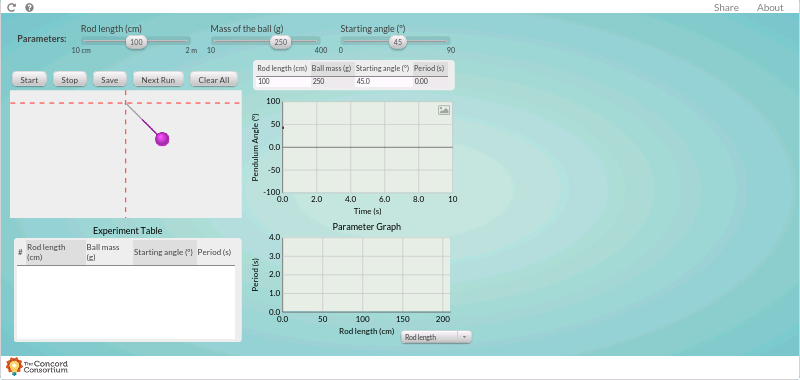 Share About
Parameters:
Rod length (cm) Mass of the ball (g) Starting angle (°)
100 250 45
10 cm 2 m 10 400 0 90
Start Stop Save Next Run Clear All
Rod length (cm) Ball mass (g) Starting angle (°) Period (s)
100 250 45.0 0.00
Pendulum Angle (°)
100
50
0.0
-50
-100
0.0 2.0 4.0 6.0 8.0 10
Time (s)
Experiment Table
# Rod length (cm) Ball mass (g) Starting angle (°) Period (s)
Parameter Graph
Period (s)
4.0
3.0
2.0
1.0
0.0
0.0 50 100 150 200
Rod length (cm)
Rod length
The Concord
Consortium